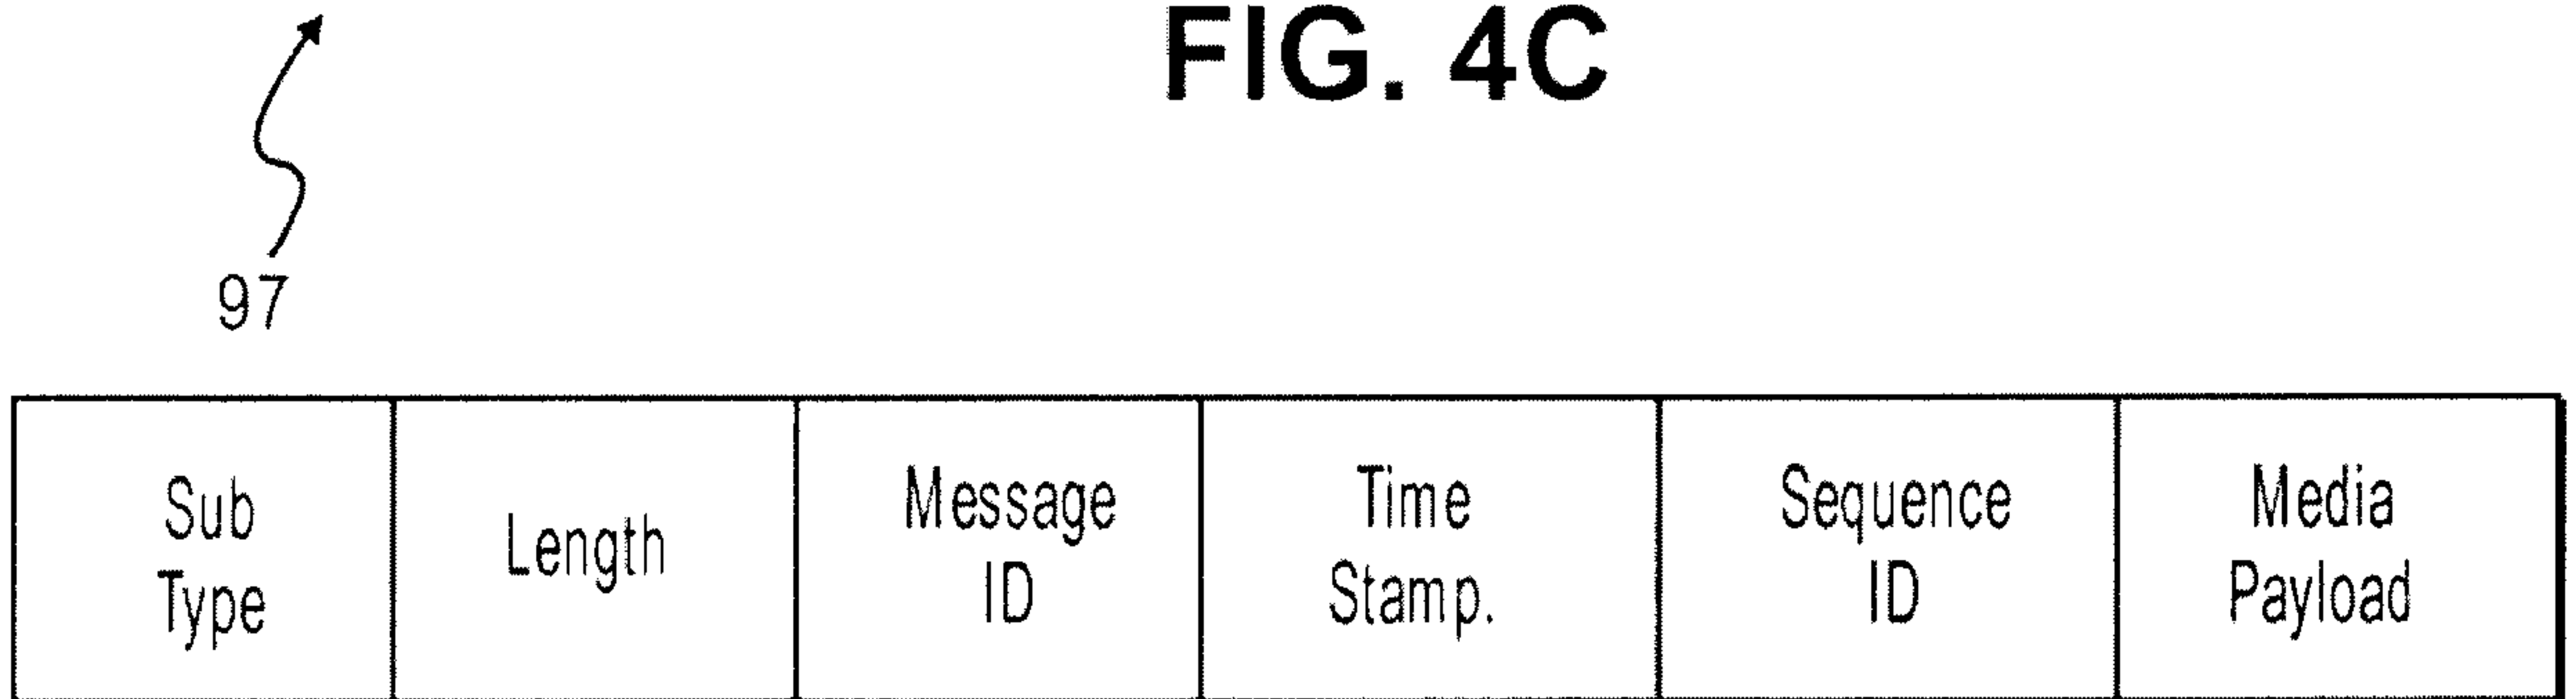 FIG. 4C
97
Sub
Type
Length
Message
ID
Time
Stamp.
Sequence
ID
Media
Payload